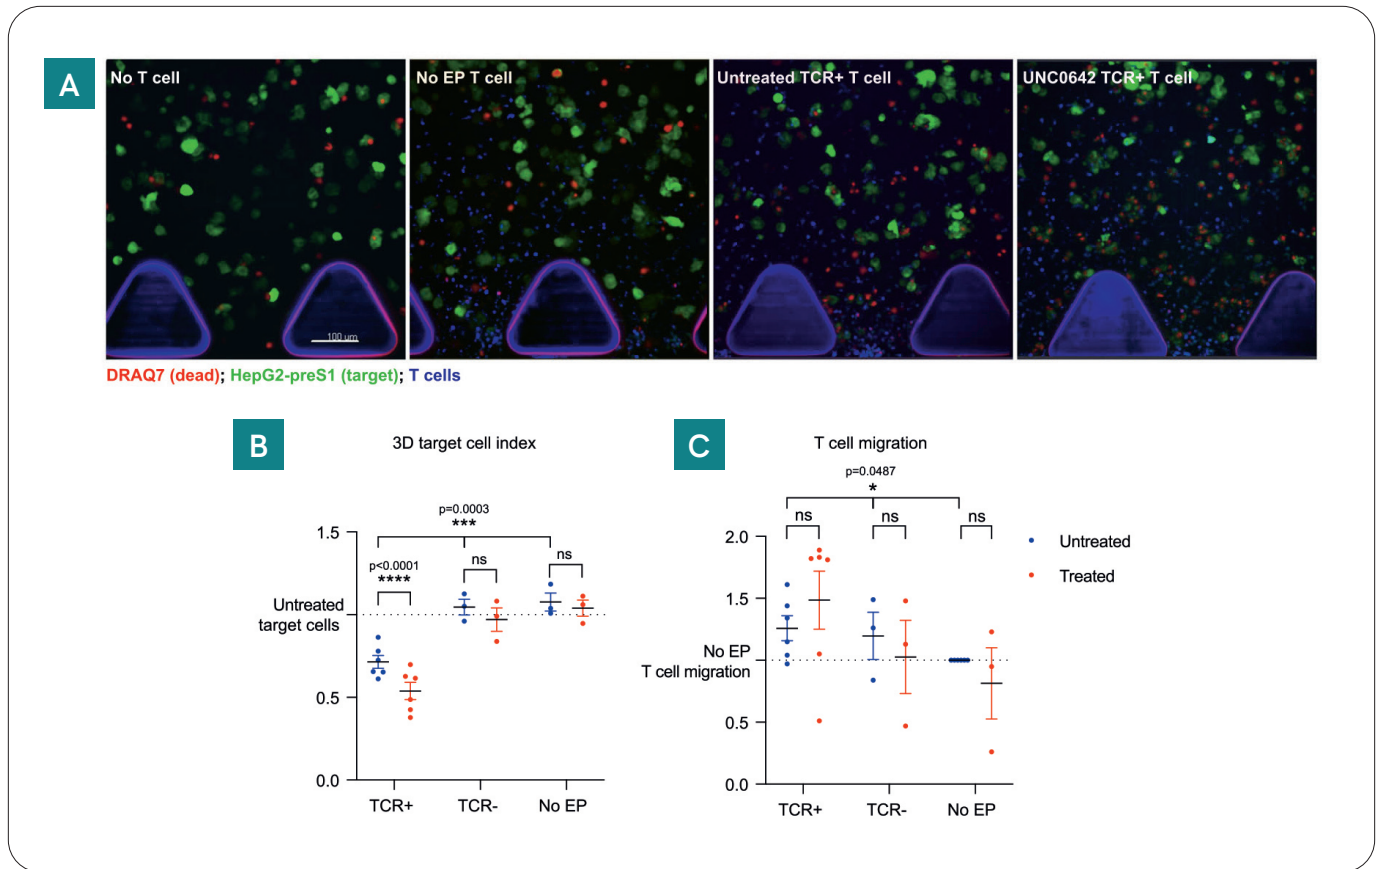 A
No T cell
No EP T cell
Untreated TCR+ T cell
UNC0642 TCR+ T cell
100 um
DRAQ7 (dead); HepG2-preS1 (target); T cells
B
3D target cell index
p=0.0003
***
p<0.0001
****
ns
ns
1.5
Untreated
target cells
0.5
0.0
TCR+
TCR-
No EP
C
T cell migration
p=0.0487
*
ns
ns
ns
2.0
1.5
No EP
T cell migration
0.5
0.0
TCR+
TCR-
No EP
Untreated
Treated